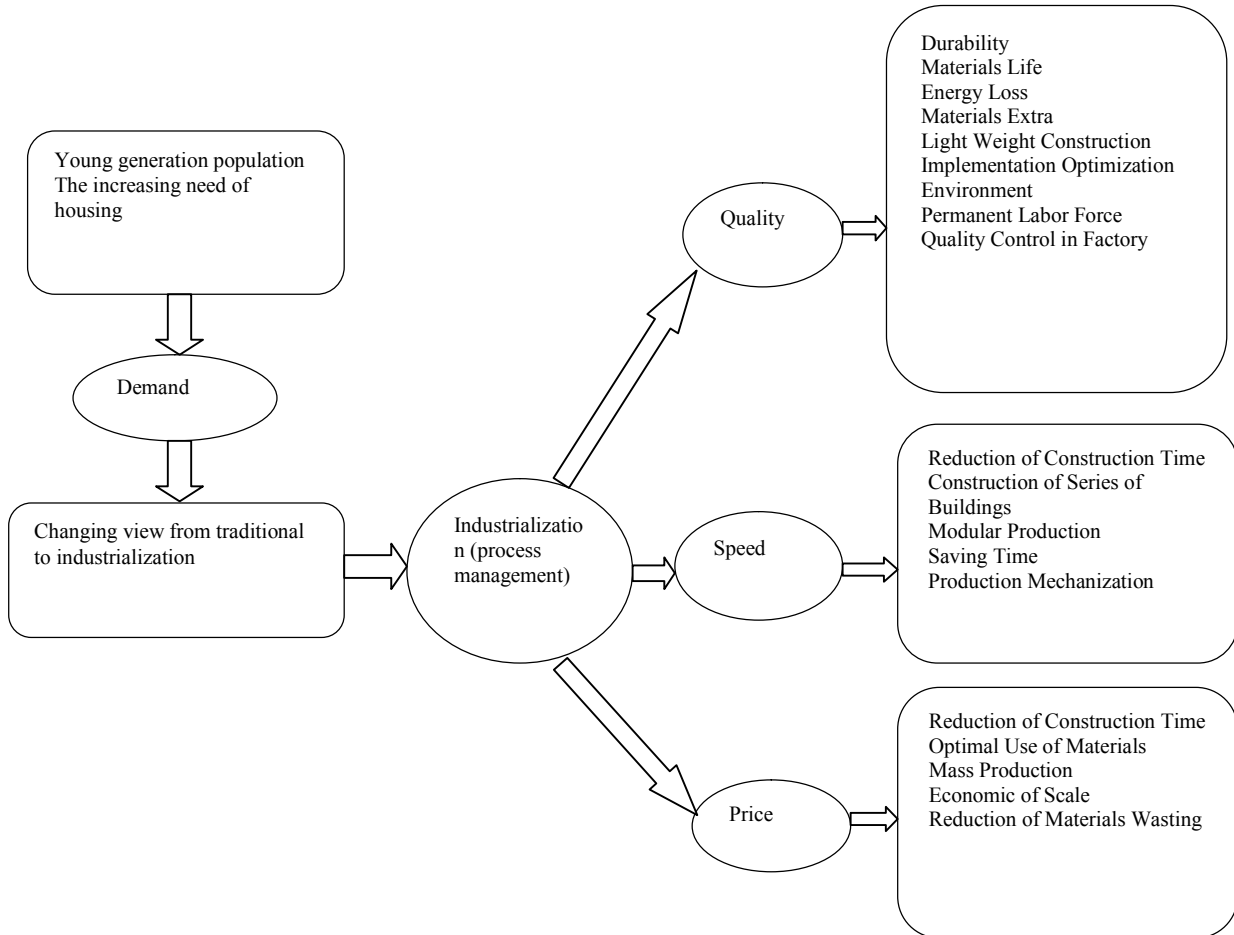 Young generation population
The increasing need of
housing
Demand
Changing view from traditional
to industrialization
Industrializatio
n (process
management)
Quality
Durability
Materials Life
Energy Loss
Materials Extra
Light Weight Construction
Implementation Optimization
Environment
Permanent Labor Force
Quality Control in Factory
Speed
Reduction of Construction Time
Construction of Series of
Buildings
Modular Production
Saving Time
Production Mechanization
Price
Reduction of Construction Time
Optimal Use of Materials
Mass Production
Economic of Scale
Reduction of Materials Wasting